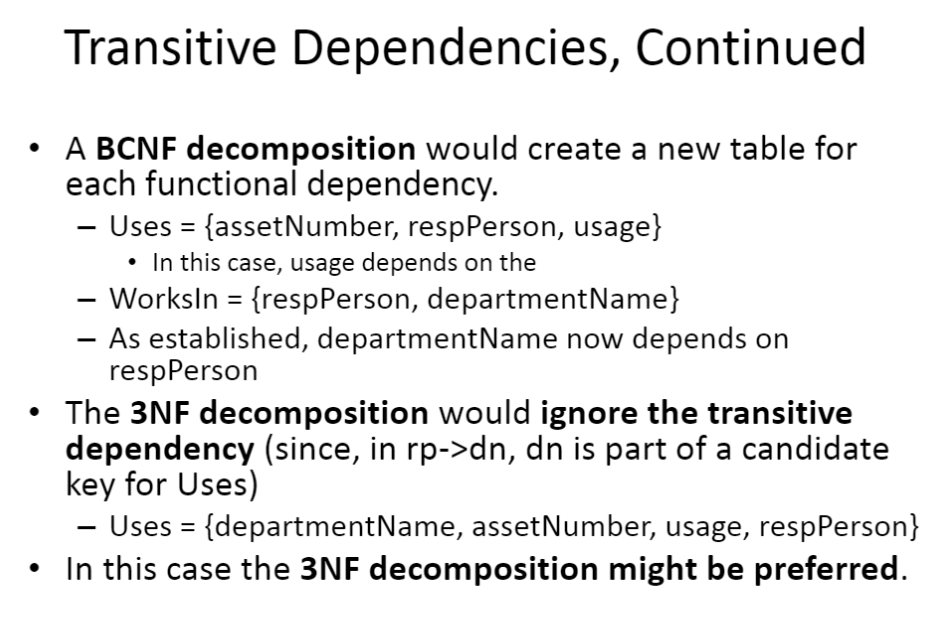 Transitive Dependencies, Continued
• A BCNF decomposition would create a new table for
each functional dependency.
– Uses = {assetNumber, respPerson, usage}
• In this case, usage depends on the
– WorksIn = {respPerson, departmentName}
– As established, departmentName now depends on
respPerson
• The 3NF decomposition would ignore the transitive
dependency (since, in rp->dn, dn is part of a candidate
key for Uses)
– Uses = {departmentName, assetNumber, usage, respPerson}
• In this case the 3NF decomposition might be preferred.